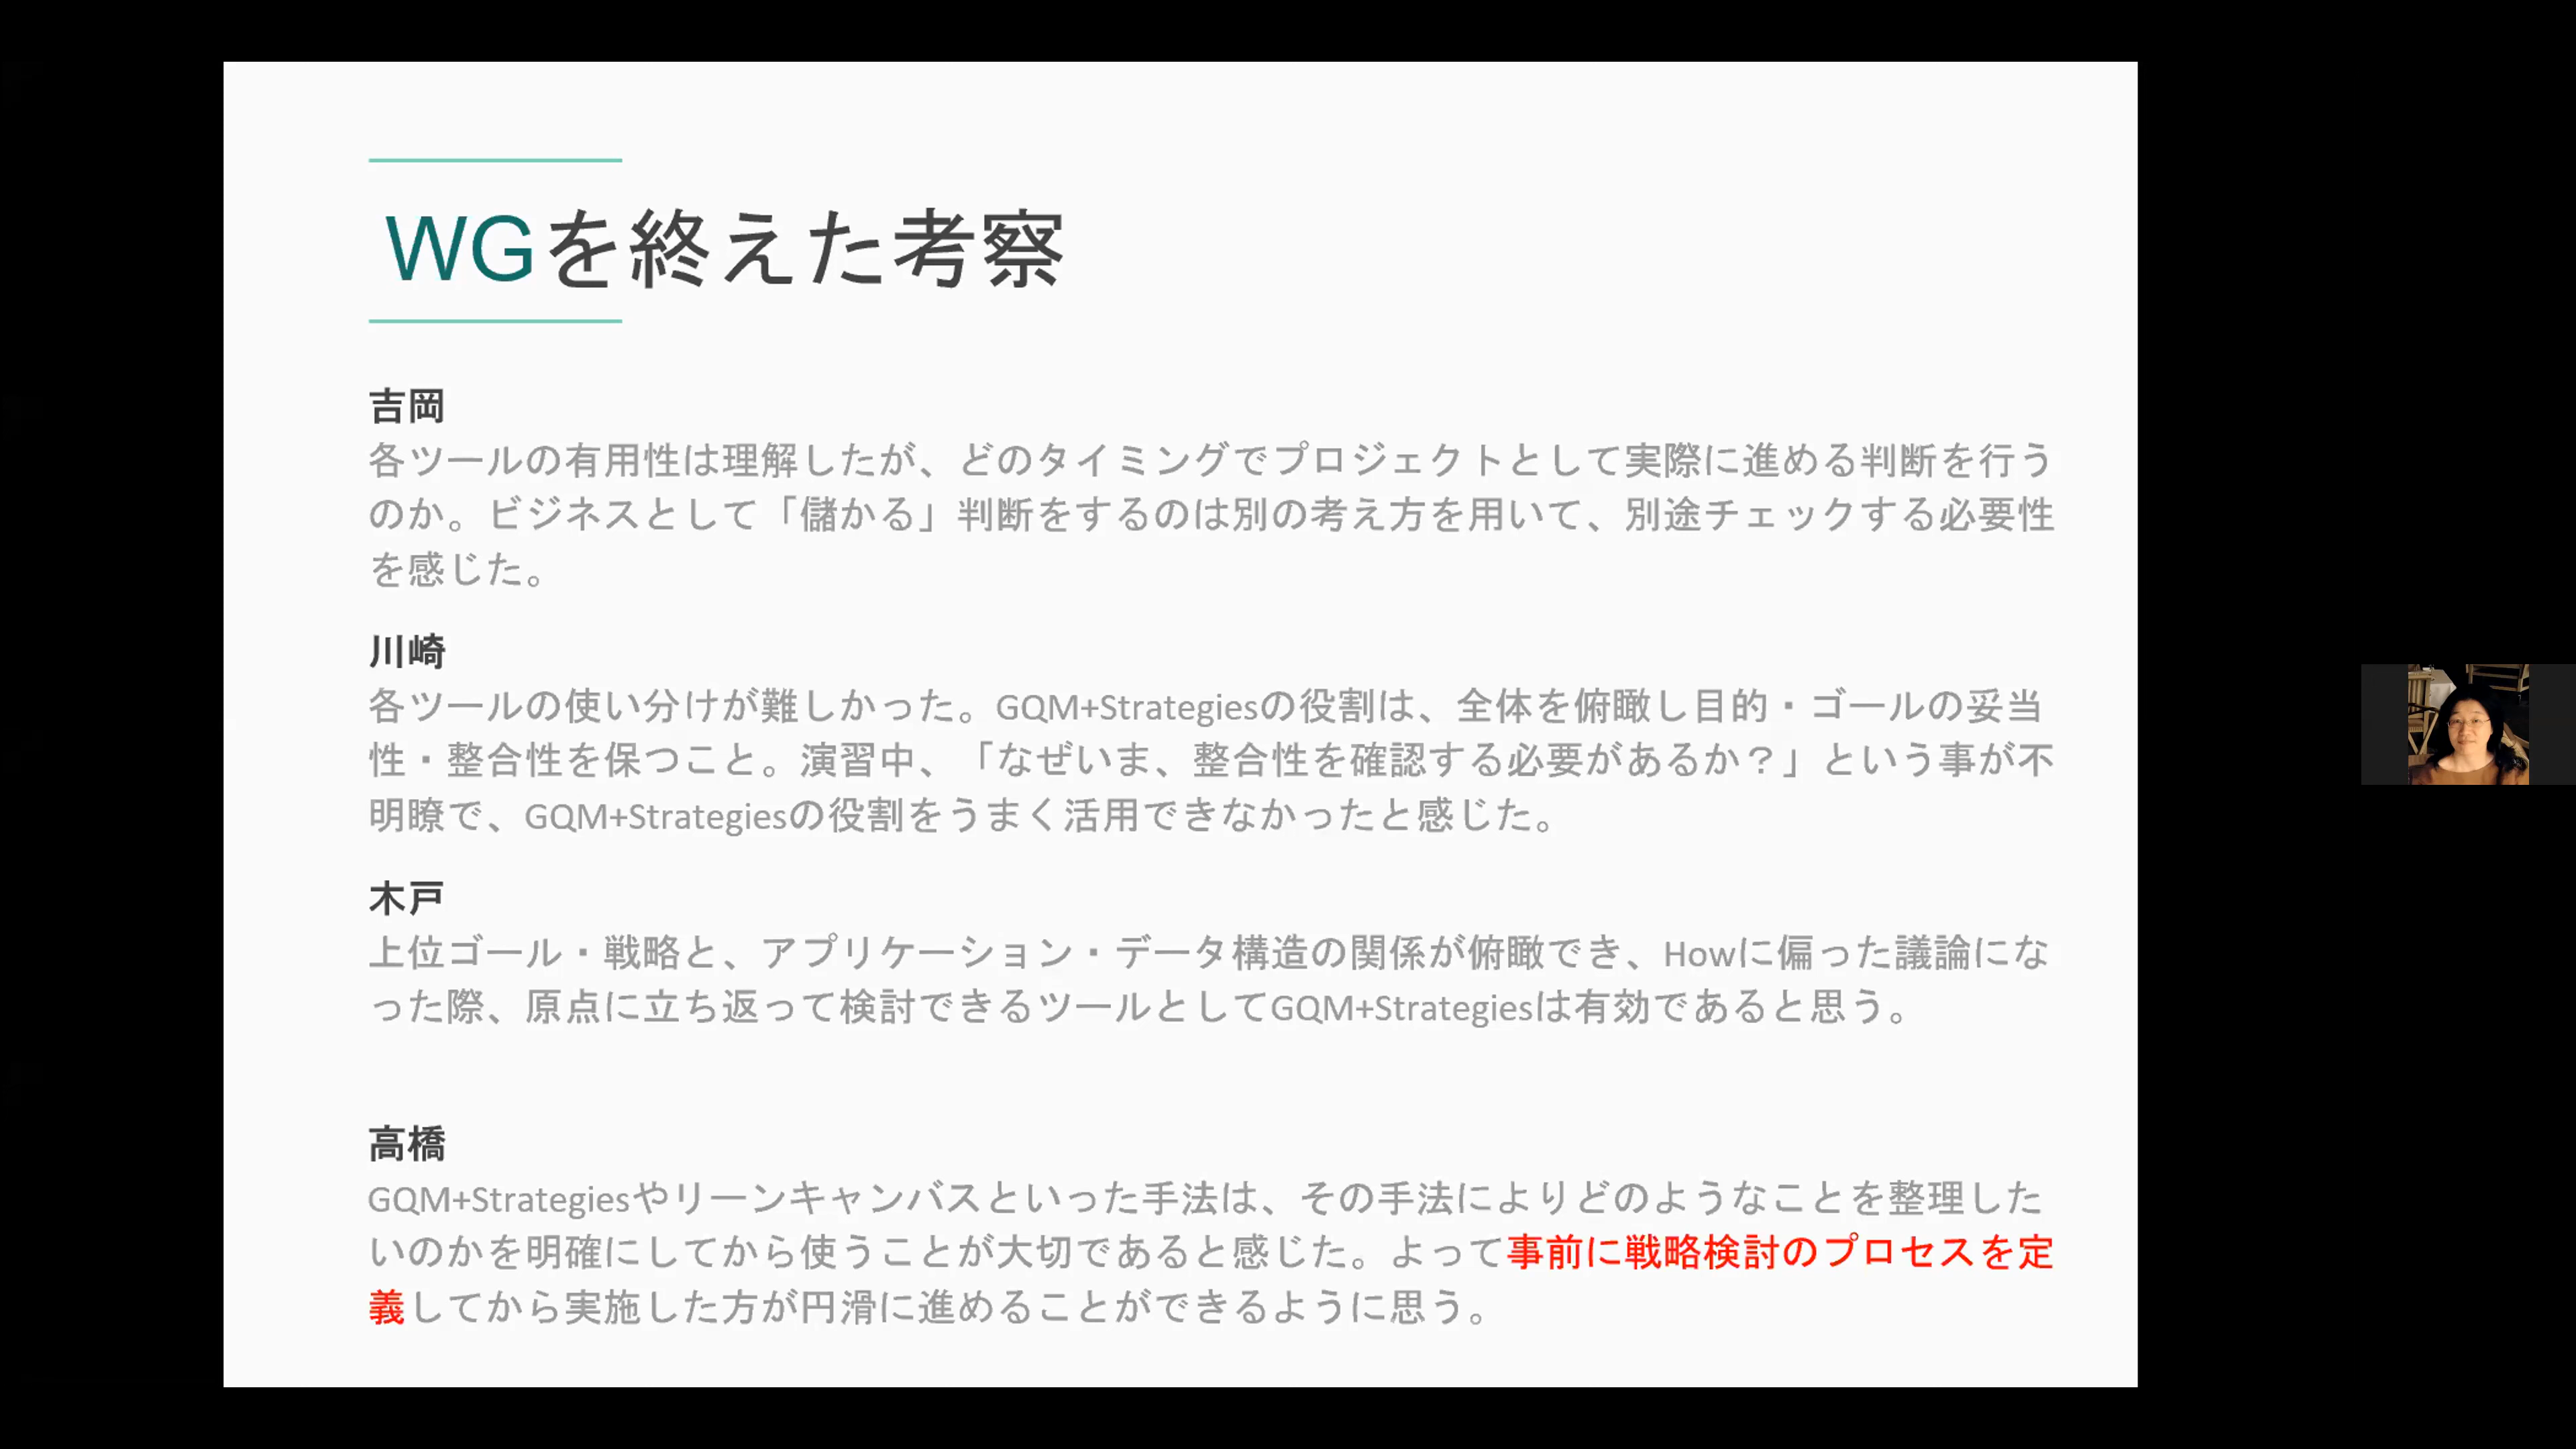 WGを終えた考察
吉岡
各ツールの有用性は理解したが、どのタイミングでプロジェクトとして実際に進める判断を行う
のか。ビジネスとして「儲かる」判断をするのは別の考え方を用いて、別途チェックする必要性
を感じた。
川崎
各ツールの使い分けが難しかった。GQM+Strategiesの役割は、全体を俯瞰し目的・ゴールの妥当
性・整合性を保つこと。演習中、「なぜいま、整合性を確認する必要があるか？」という事が不
明瞭で、GQM+Strategiesの役割をうまく活用できなかったと感じた。
木戸
上位ゴール・戦略と、アプリケーション・データ構造の関係が俯瞰でき、Howに偏った議論にな
った際、原点に立ち返って検討できるツールとしてGQM+Strategiesは有効であると思う。
高橋
GQM+Strategiesやリーンキャンバスといった手法は、その手法によりどのようなことを整理した
いのかを明確にしてから使うことが大切であると感じた。よって事前に戦略検討のプロセスを定
義してから実施した方が円滑に進めることができるように思う。